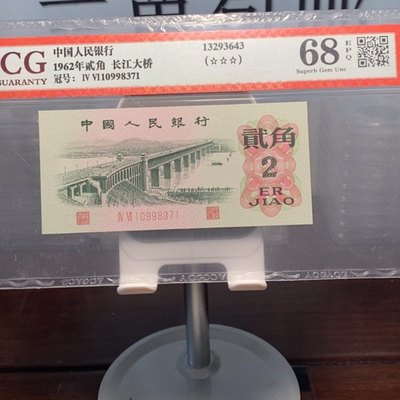 CG
GUARANTY
中国人民银行
1962年贰角 长江大桥
冠号: IV VI10998371
13293643
(☆☆☆)
68
EPQ
Superb Gem Unc
中國人民銀行
貳角
2
ER
JIAO
IV VI 10998371